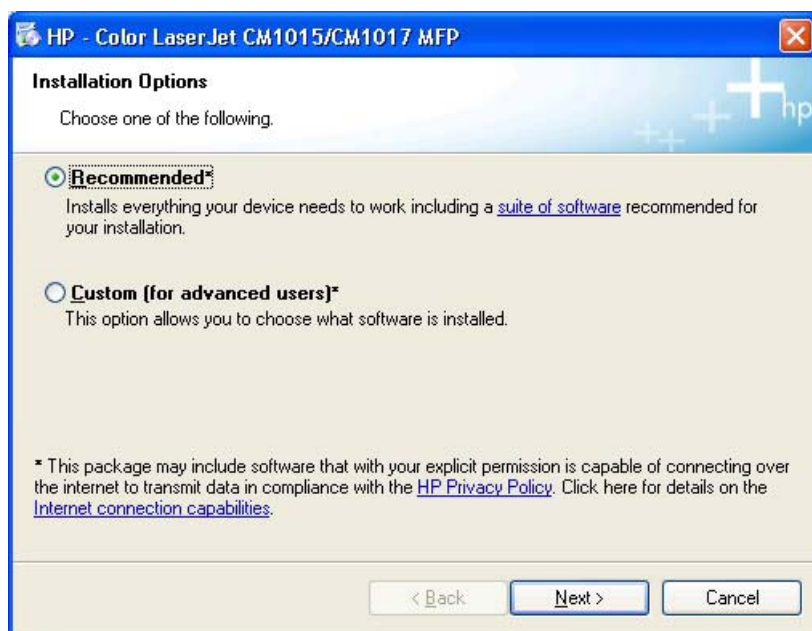 HP - Color LaserJet CM1015/CM1017 MFP
Installation Options
Choose one of the following.
hp
Recommended*
Installs everything your device needs to work including a suite of software recommended for
your installation.
Custom (for advanced users)*
This option allows you to choose what software is installed.
* This package may include software that with your explicit permission is capable of connecting over
the internet to transmit data in compliance with the HP Privacy Policy. Click here for details on the
Internet connection capabilities.
< Back
Next >
Cancel